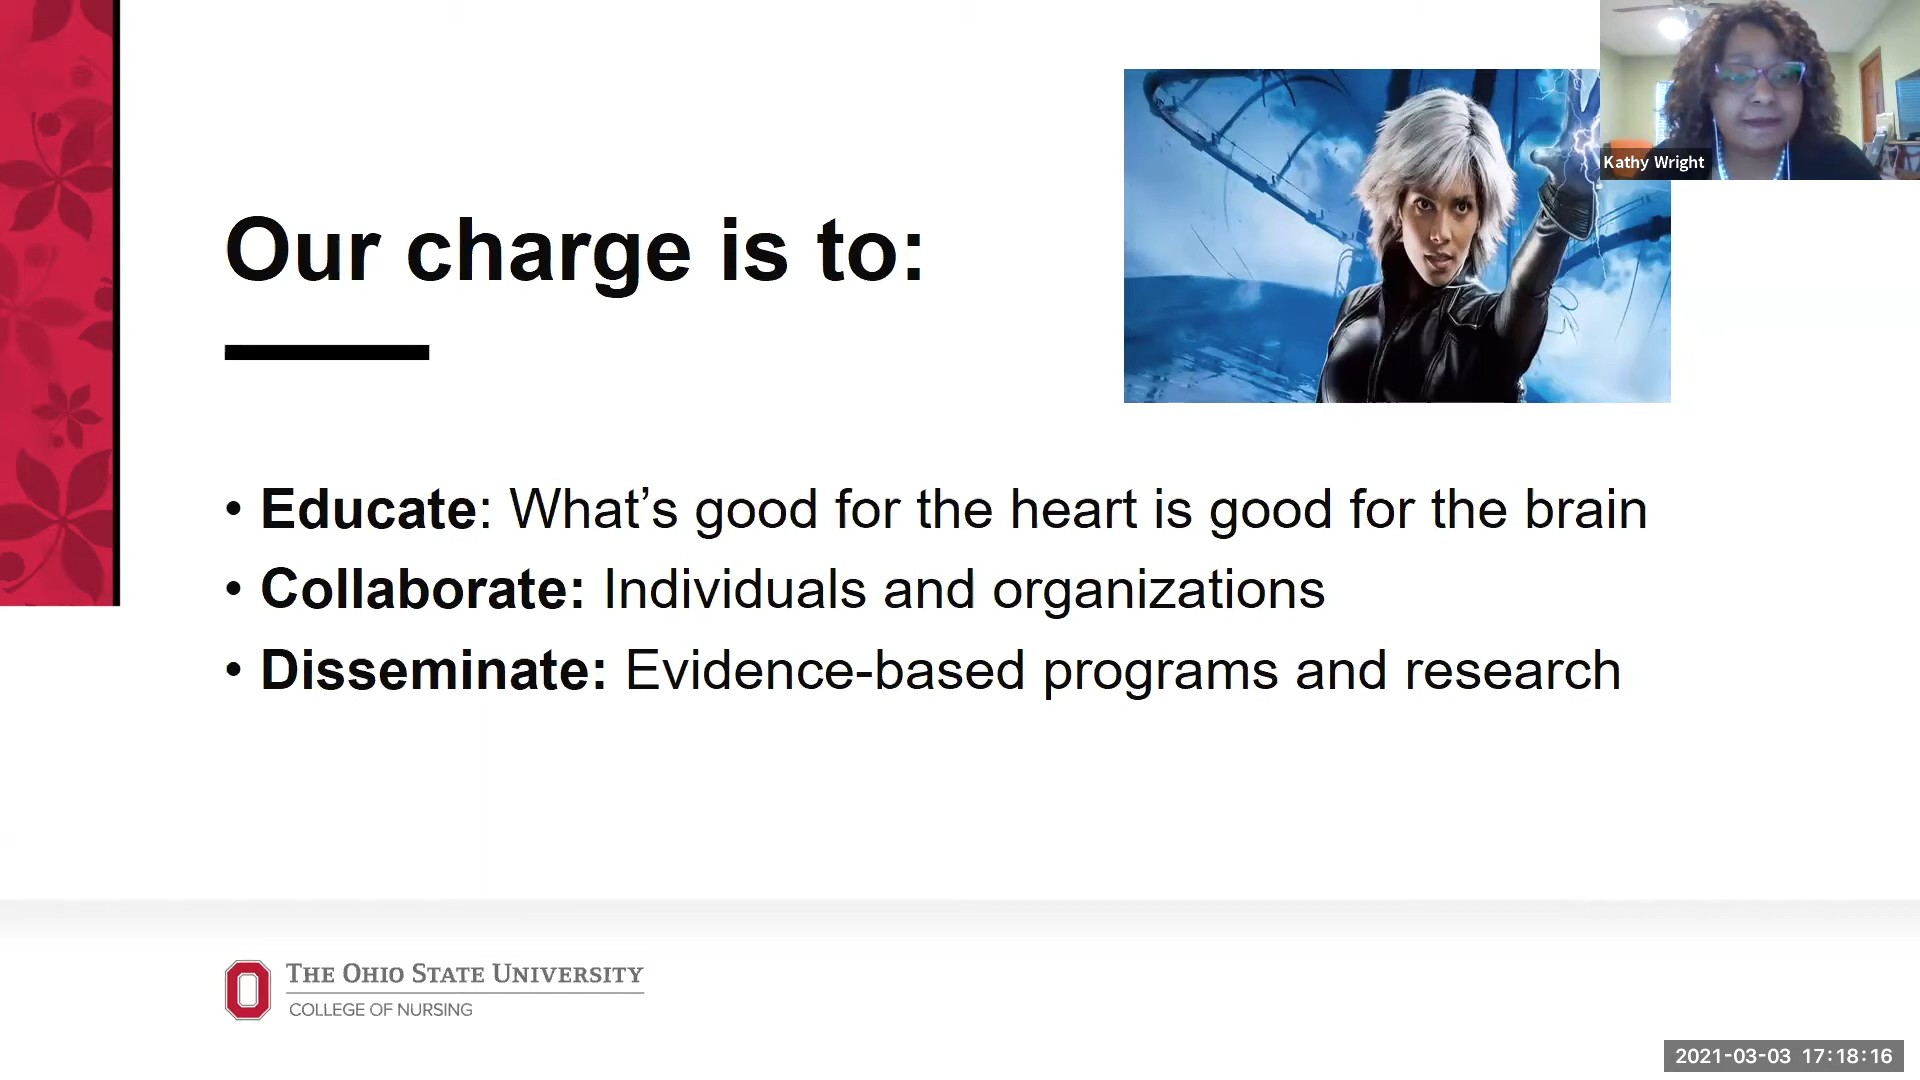 Kathy Wright
Our charge is to:
• Educate: What’s good for the heart is good for the brain
• Collaborate: Individuals and organizations
• Disseminate: Evidence-based programs and research
THE OHIO STATE UNIVERSITY
COLLEGE OF NURSING
2021-03-03 17:18:16